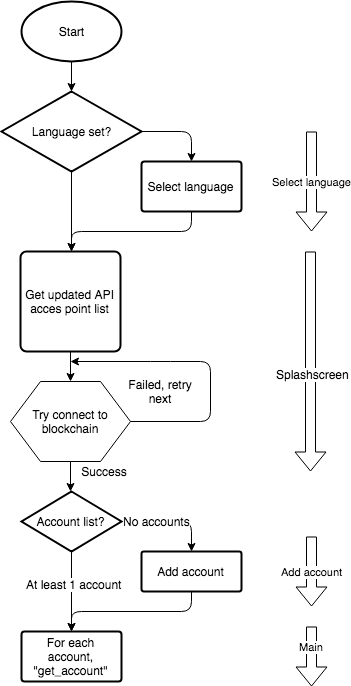 Start
Language set?
Select language
Select language
Get updated API
acces point list
Splashscreen
Failed, retry
next
Try connect to
blockchain
Success
Account list?
No accounts
Add account
Add account
At least 1 account
For each
account,
"get_account"
Main